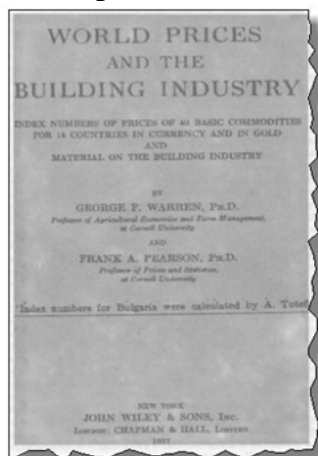 WORLD PRICES
AND THE
BUILDING INDUSTRY
INDEX NUMBERS OF PRICES OF 40 BASIC COMMODITIES
FOR 14 COUNTRIES IN CURRENCY AND IN GOLD
AND
MATERIAL ON THE BUILDING INDUSTRY
BY
GEORGE F. WARREN, PH.D.
Professor of Agricultural Economics and Farm Management,
at Cornell University
AND
FRANK A. PEARSON, PH.D.
Professor of Prices and Statistics,
at Cornell University
Index numbers for Bulgaria were calculated by A. Totef
NEW YORK
JOHN WILEY & SONS, INC.
LONDON: CHAPMAN & HALL, LIMITED
1937